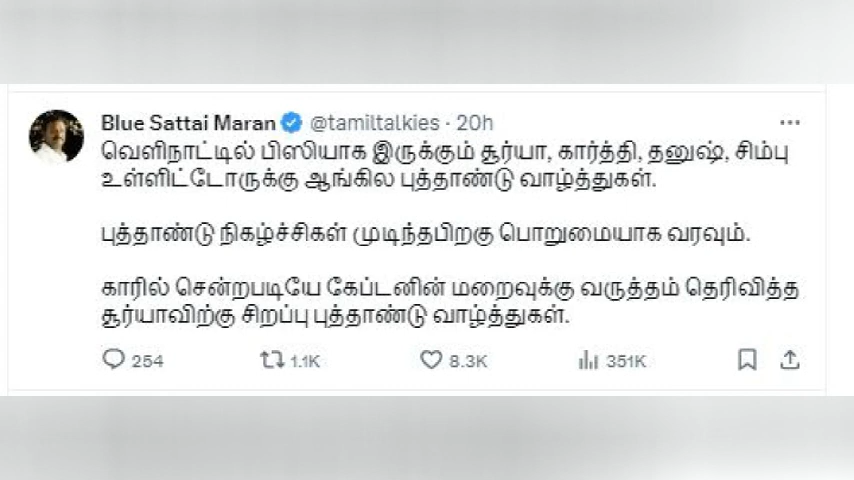 Blue Sattai Maran @tamiltalkies · 20h
வெளிநாட்டில் பிஸியாக இருக்கும் சூர்யா, கார்த்தி, தனுஷ், சிம்பு
உள்ளிட்டோருக்கு ஆங்கில புத்தாண்டு வாழ்த்துகள்.
புத்தாண்டு நிகழ்ச்சிகள் முடிந்தபிறகு பொறுமையாக வரவும்.
காரில் சென்றபடியே கேப்டனின் மறைவுக்கு வருத்தம் தெரிவித்த
சூர்யாவிற்கு சிறப்பு புத்தாண்டு வாழ்த்துகள்.
254 1.1K 8.3K 351K